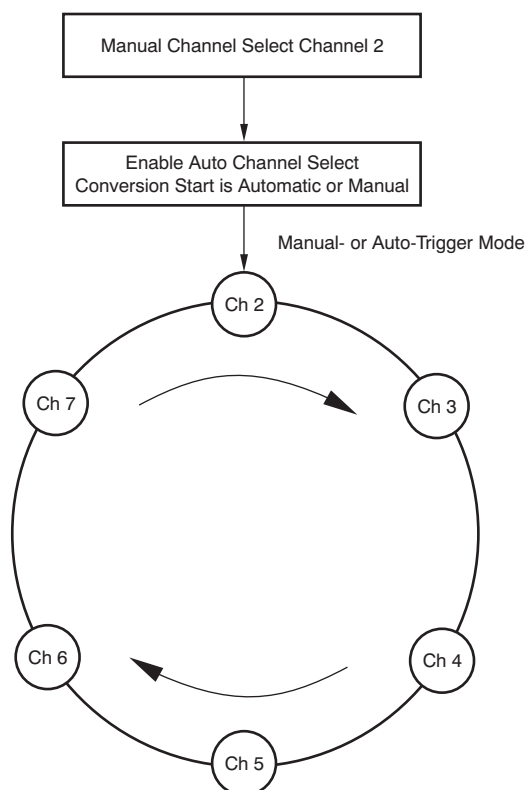 Manual Channel Select Channel 2
Enable Auto Channel Select
Conversion Start is Automatic or Manual
Manual- or Auto-Trigger Mode
Ch 2
Ch 7
Ch 3
Ch 6
Ch 4
Ch 5